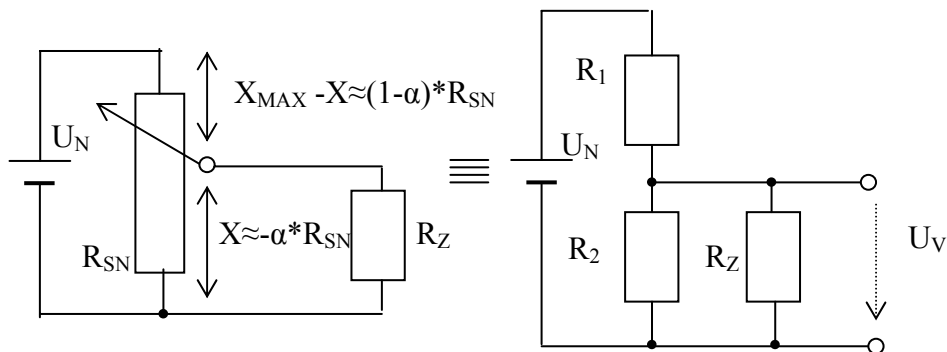 X_MAX -X≈(1-α)*R_SN
U_N
X≈-α*R_SN
R_SN
R_Z
R_1
U_N
R_2
R_Z
U_V